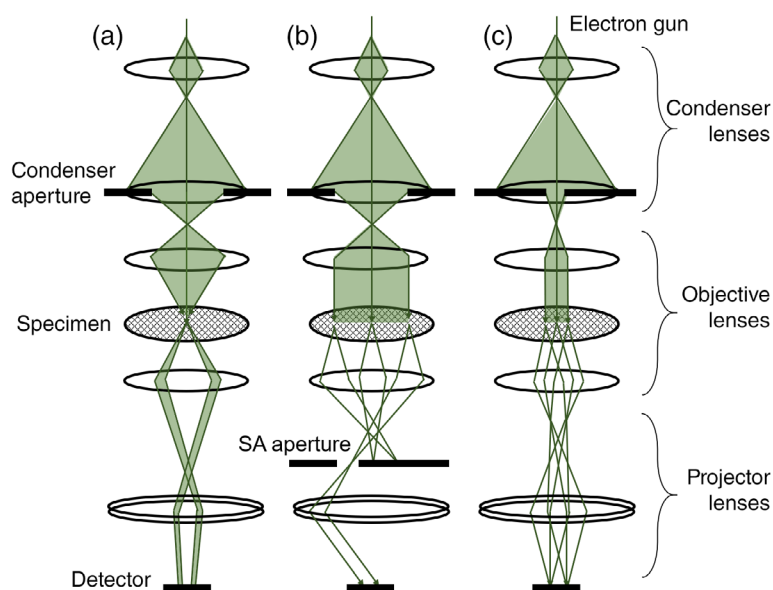 (a)
(b)
(c)
Electron gun
Condenser
lenses
Condenser
aperture
Objective
lenses
Specimen
SA aperture
Projector
lenses
Detector